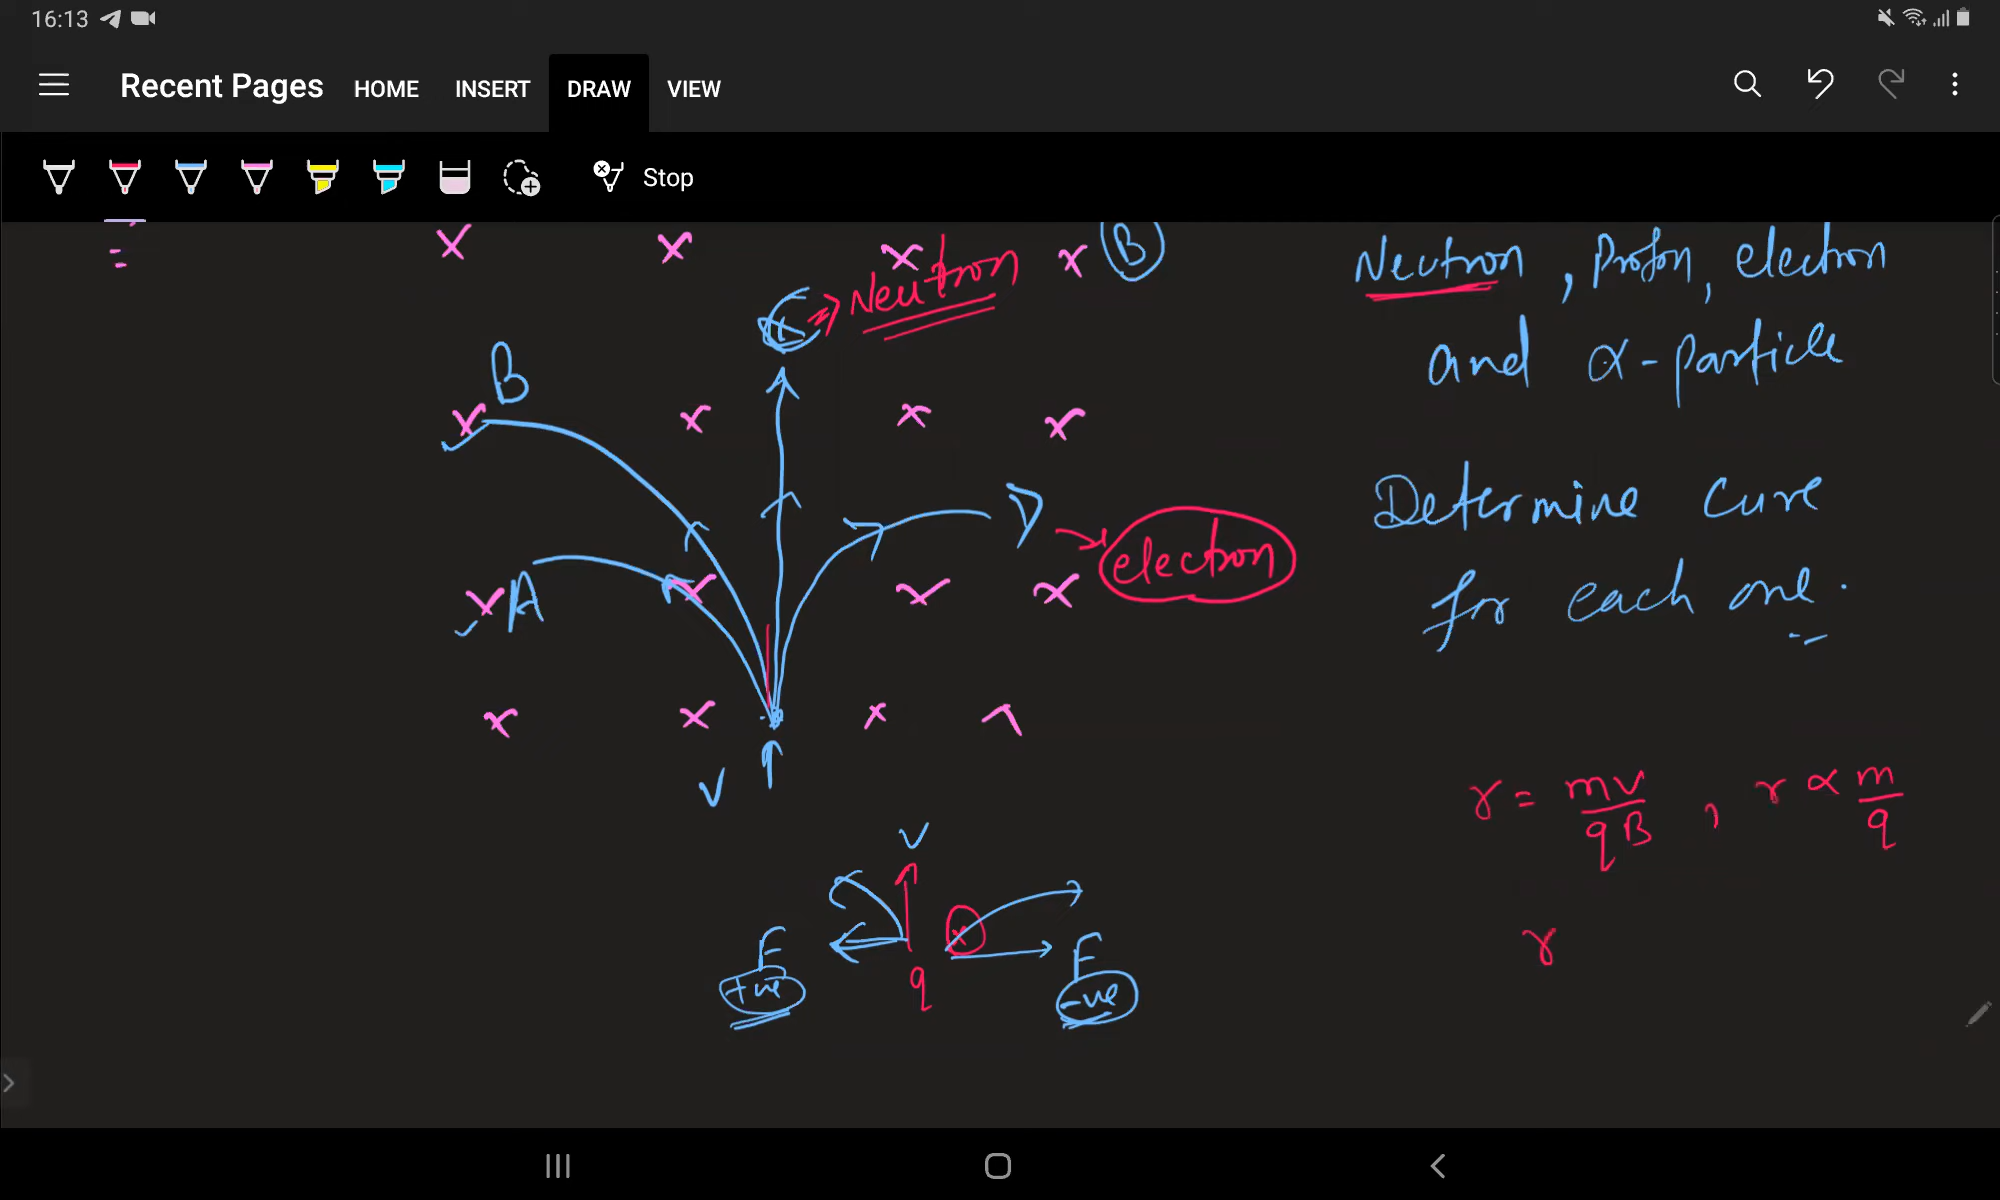 16:13
Recent Pages HOME INSERT DRAW VIEW
Stop
x x x x B
Neutron
C
B
x x x x
D
electron
x A x x x
x x x
v
v
F
+ve
q
x
F
-ve
Neutron, Proton, electron
and α-particle
Determine Cure
for each one.
r = mv/qB , r ∝ m/q
r